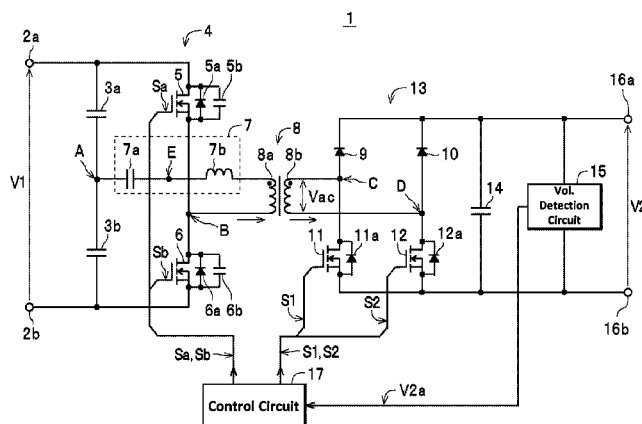 1
2a
4
5
5a
5b
Sa
3a
7
13
16a
A
7a
E
7b
8
8a
8b
9
10
Vac
C
D
14
15
Vol.
Detection
Circuit
V1
V2
B
3b
6
Sb
6a
6b
11
11a
12
12a
S1
S2
2b
16b
Sa,Sb
S1,S2
17
V2a
Control Circuit